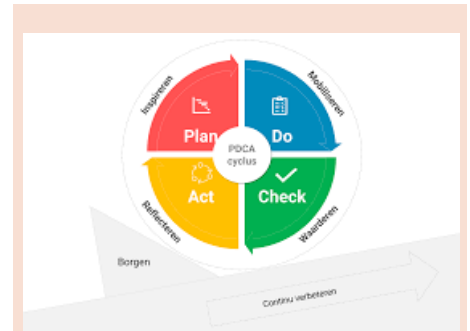 Inspireren
Mobiliseren
Plan
Do
PDCA
cyclus
Act
Check
Reflecteren
Waarderen
Borgen
Continu verbeteren